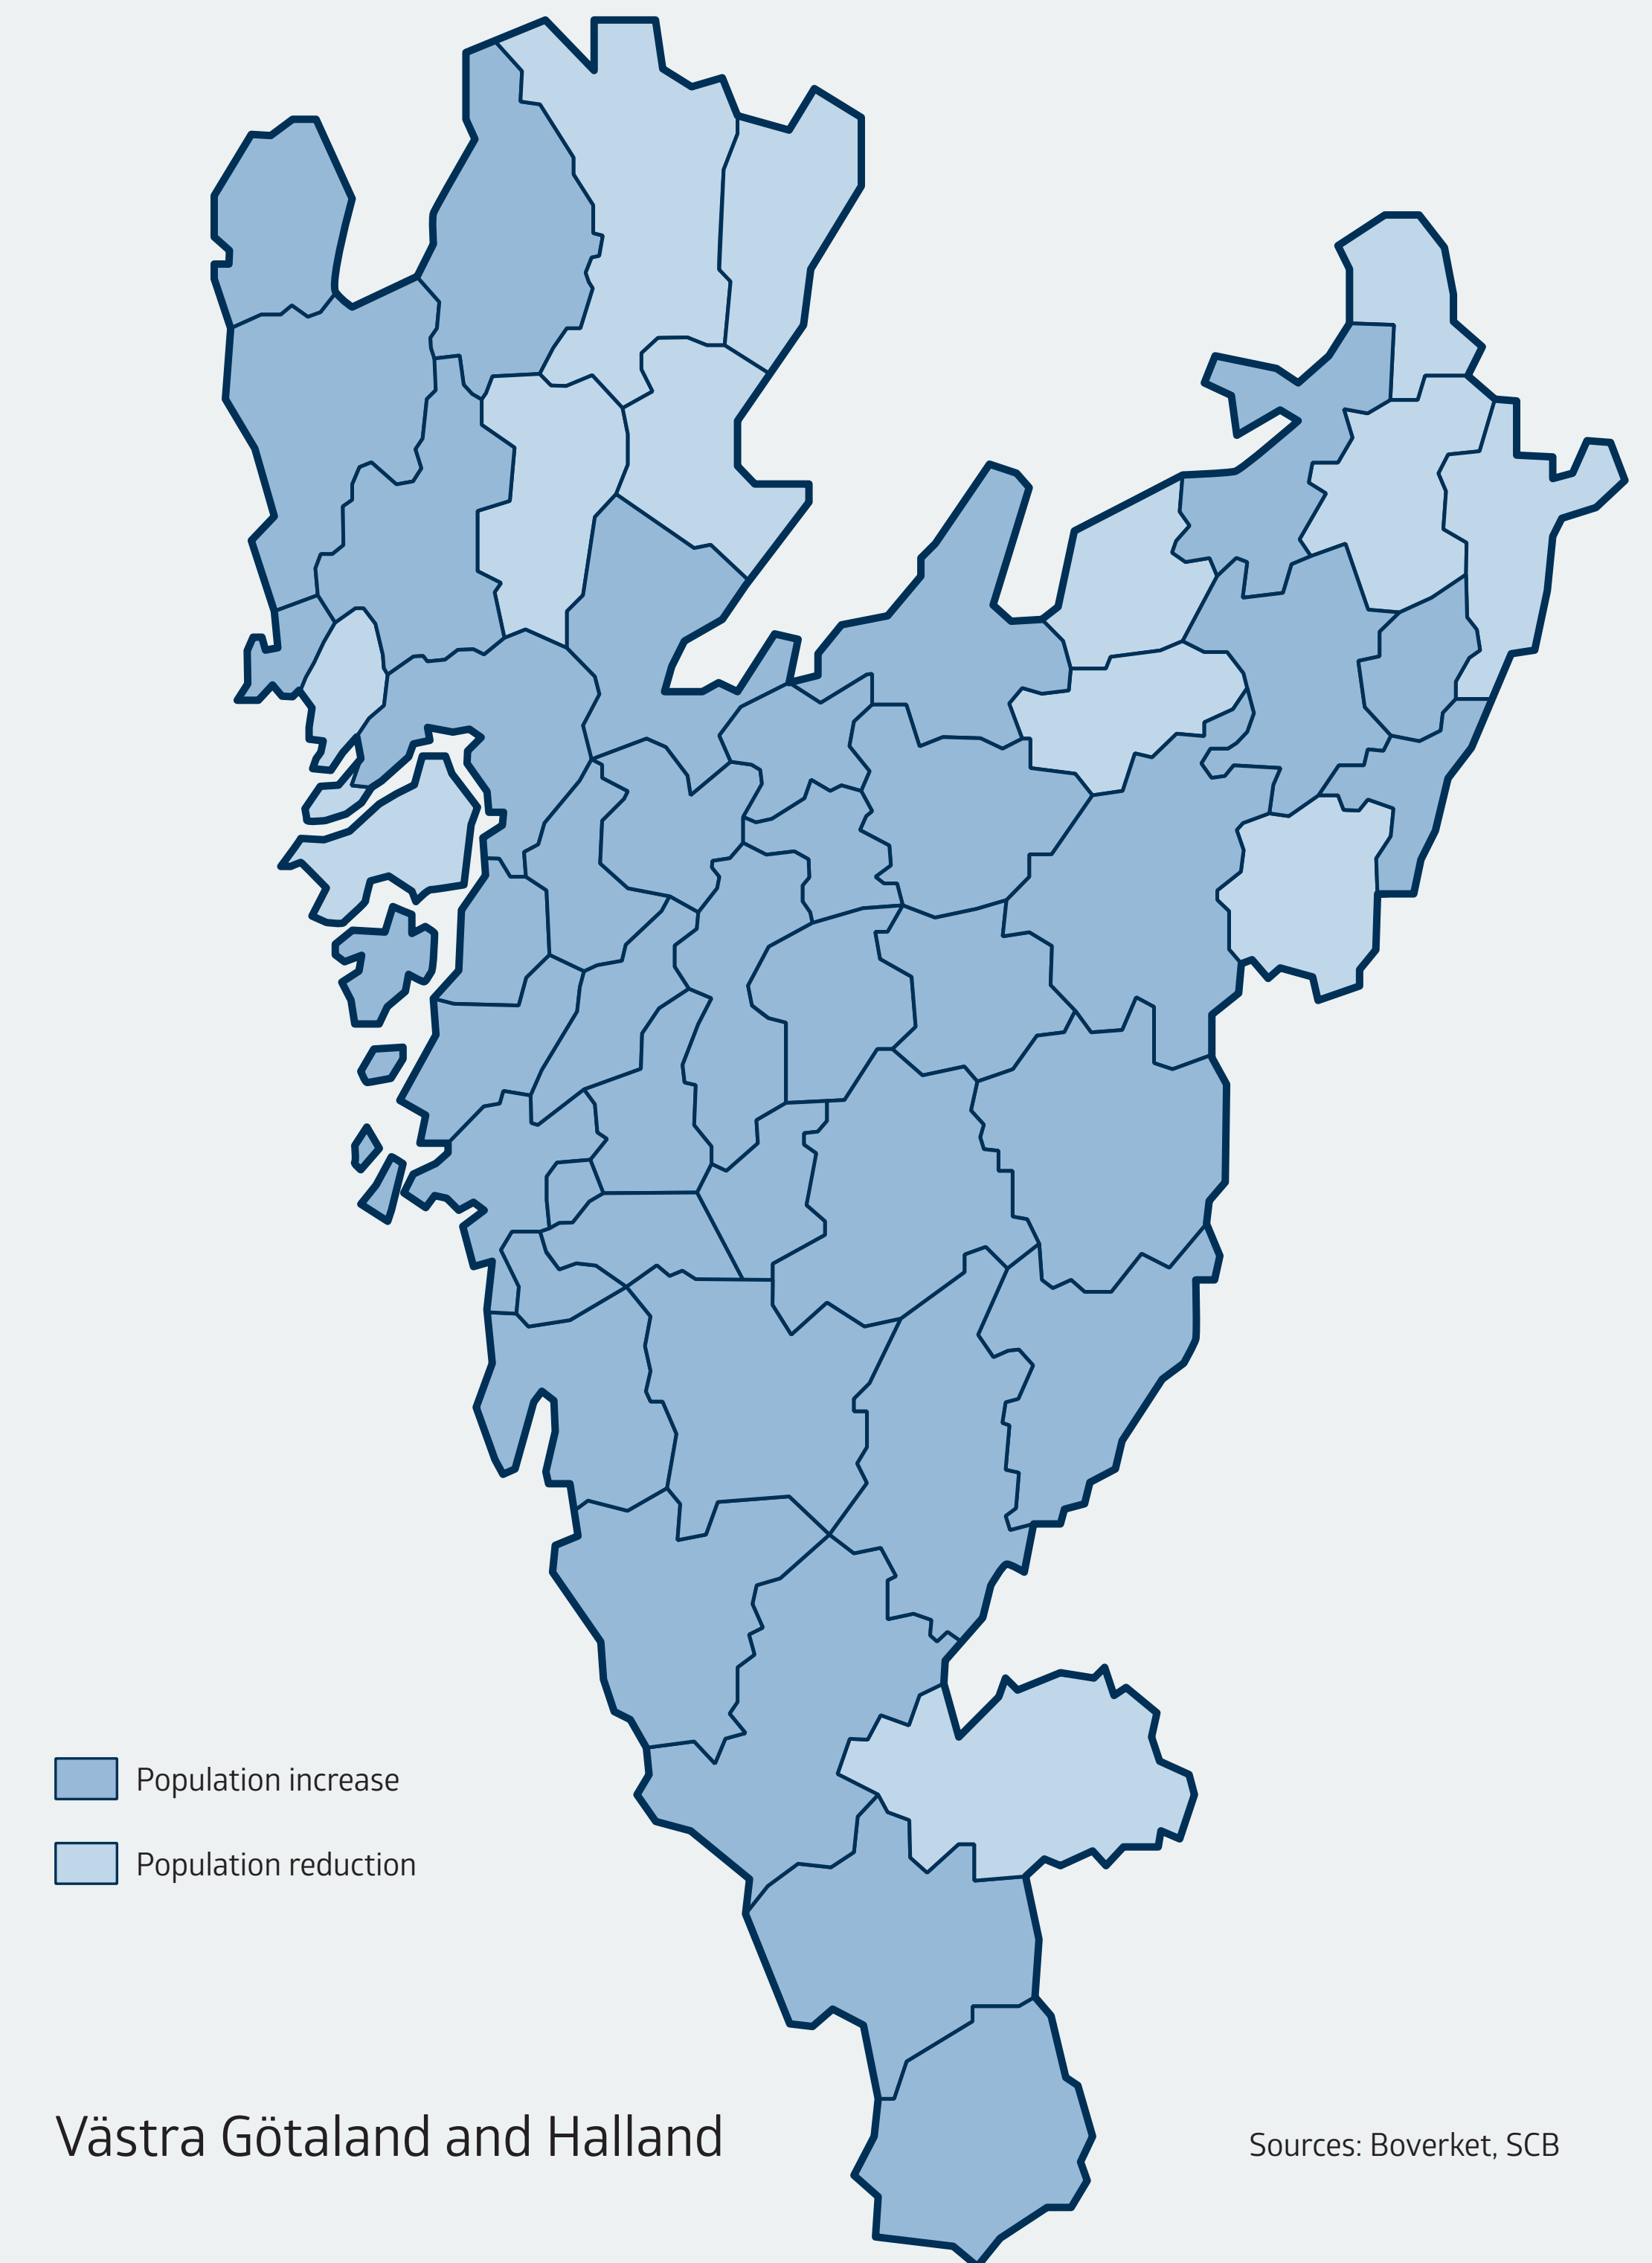 Population increase
Population reduction
Västra Götaland and Halland
Sources: Boverket, SCB